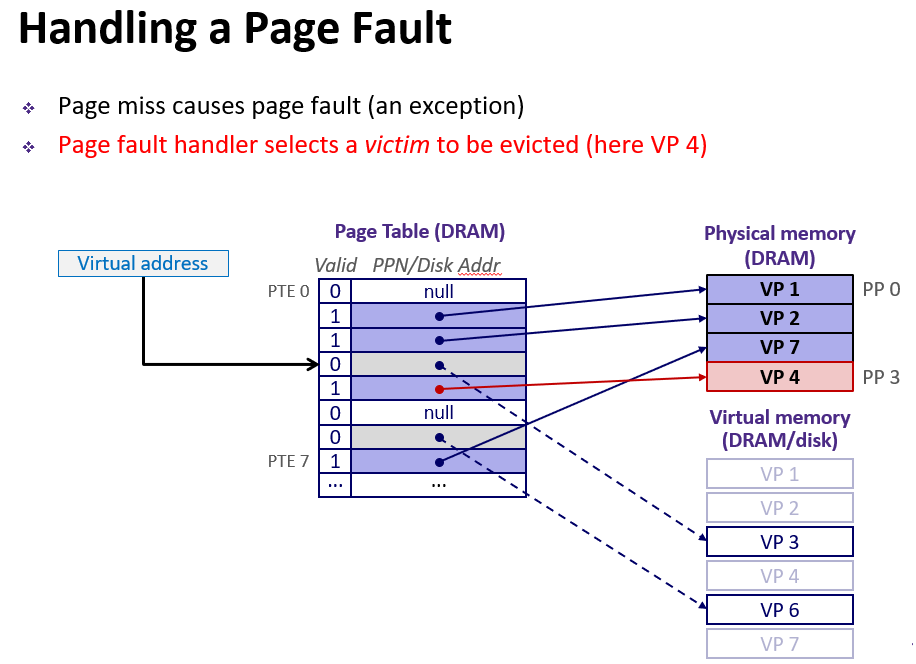 Handling a Page Fault
❖ Page miss causes page fault (an exception)
❖ Page fault handler selects a victim to be evicted (here VP 4)
Virtual address
Page Table (DRAM)
Valid PPN/Disk Addr
PTE 0 0 null
1
1
0
1
0 null
0
PTE 7 1
... ...
Physical memory
(DRAM)
VP 1 PP 0
VP 2
VP 7
VP 4 PP 3
Virtual memory
(DRAM/disk)
VP 1
VP 2
VP 3
VP 4
VP 6
VP 7